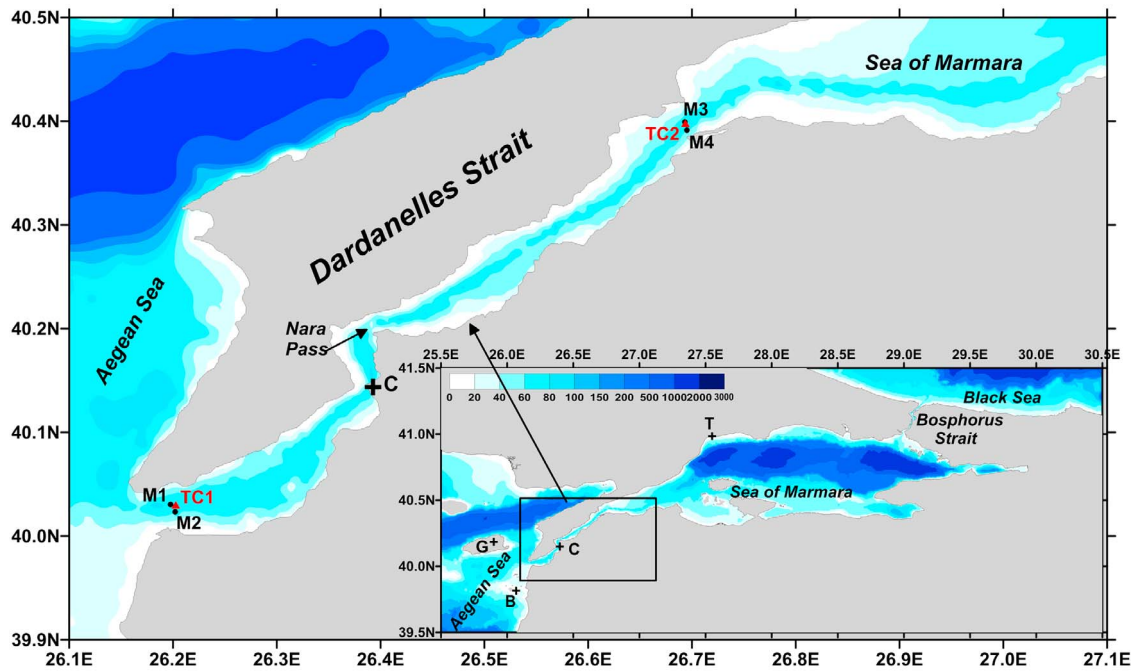 40.5N
Sea of Marmara
40.4N
M3
TC2
M4
Dardanelles Strait
40.3N
Aegean Sea
40.2N
Nara
Pass
C
25.5E 26.0E 26.5E 27.0E 27.5E 28.0E 28.5E 29.0E 29.5E 30.0E 30.5E
41.5N
0 20 40 60 80 100 150 200 500 1000 2000 3000
Black Sea
Bosphorus
Strait
T
41.0N
40.1N
M1
TC1
M2
Sea of Marmara
40.5N
G
C
40.0N
40.0N
Aegean Sea
B
39.5N
39.9N
26.1E 26.2E 26.3E 26.4E 26.5E 26.6E 26.7E 26.8E 26.9E 27.0E 27.1E